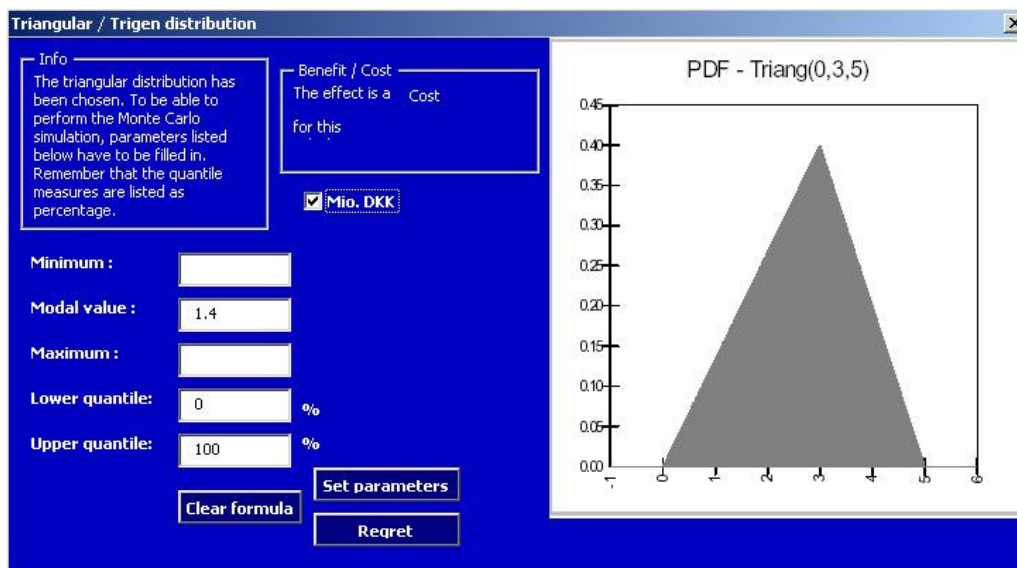 Triangular / Trigen distribution
Info
The triangular distribution has
been chosen. To be able to
perform the Monte Carlo
simulation, parameters listed
below have to be filled in.
Remember that the quantile
measures are listed as
percentage.
Benefit / Cost
The effect is a Cost
for this
Mio. DKK
Minimum :
Modal value : 1.4
Maximum :
Lower quantile: 0 %
Upper quantile: 100 %
Set parameters
Clear formula
Regret
PDF - Triang(0,3,5)
0.45
0.40
0.35
0.30
0.25
0.20
0.15
0.10
0.05
0.00
-1 0 1 2 3 4 5 6